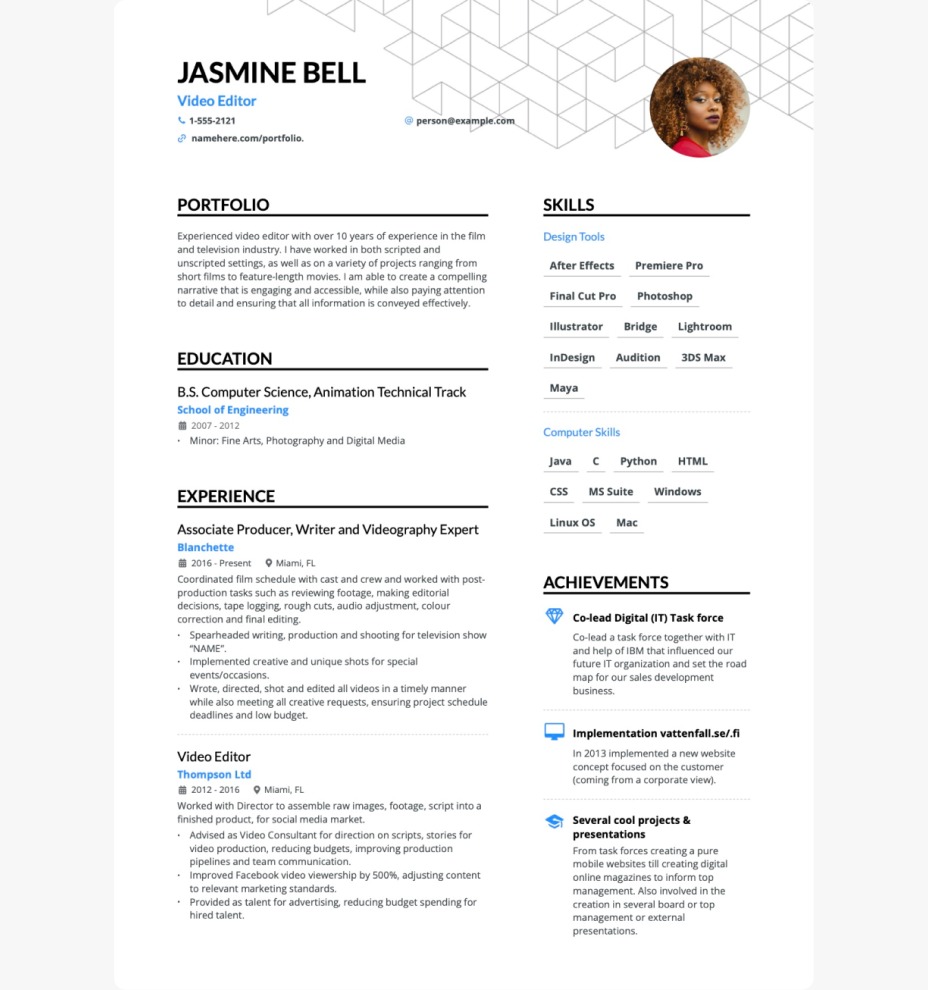 JASMINE BELL
Video Editor
1-555-2121
person@example.com
namehere.com/portfolio.
PORTFOLIO
Experienced video editor with over 10 years of experience in the film
and television industry. I have worked in both scripted and
unscripted settings, as well as on a variety of projects ranging from
short films to feature-length movies. I am able to create a compelling
narrative that is engaging and accessible, while also paying attention
to detail and ensuring that all information is conveyed effectively.
EDUCATION
B.S. Computer Science, Animation Technical Track
School of Engineering
2007 - 2012
· Minor: Fine Arts, Photography and Digital Media
EXPERIENCE
Associate Producer, Writer and Videography Expert
Blanchette
2016 - Present Miami, FL
Coordinated film schedule with cast and crew and worked with post-
production tasks such as reviewing footage, making editorial
decisions, tape logging, rough cuts, audio adjustment, colour
correction and final editing.
· Spearheaded writing, production and shooting for television show
“NAME”.
· Implemented creative and unique shots for special
events/occasions.
· Wrote, directed, shot and edited all videos in a timely manner
while also meeting all creative requests, ensuring project schedule
deadlines and low budget.
Video Editor
Thompson Ltd
2012 - 2016 Miami, FL
Worked with Director to assemble raw images, footage, script into a
finished product, for social media market.
· Advised as Video Consultant for direction on scripts, stories for
video production, reducing budgets, improving production
pipelines and team communication.
· Improved Facebook video viewership by 500%, adjusting content
to relevant marketing standards.
· Provided as talent for advertising, reducing budget spending for
hired talent.
SKILLS
Design Tools
After Effects Premiere Pro
Final Cut Pro Photoshop
Illustrator Bridge Lightroom
InDesign Audition 3DS Max
Maya
Computer Skills
Java C Python HTML
CSS MS Suite Windows
Linux OS Mac
ACHIEVEMENTS
Co-lead Digital (IT) Task force
Co-lead a task force together with IT
and help of IBM that influenced our
future IT organization and set the road
map for our sales development
business.
Implementation vattenfall.se/.fi
In 2013 implemented a new website
concept focused on the customer
(coming from a corporate view).
Several cool projects &
presentations
From task forces creating a pure
mobile websites till creating digital
online magazines to inform top
management. Also involved in the
creation in several board or top
management or external
presentations.